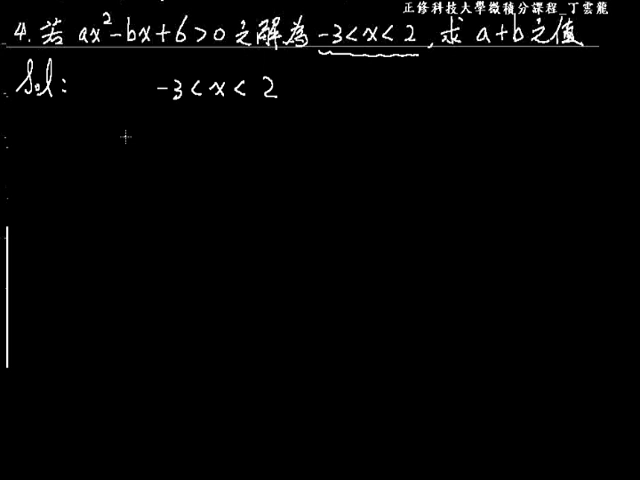 正修科技大學微積分課程_丁雲龍
4. 若 ax²-bx+6>0 之解為 -3<x<2, 求 a+b 之值
Sol: -3<x<2